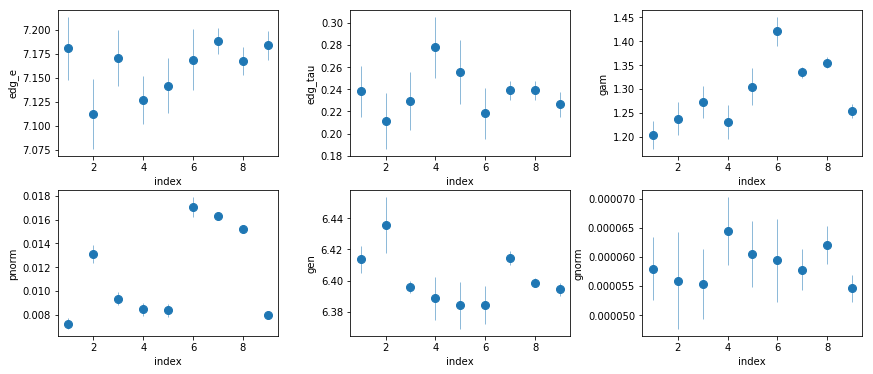 edg_e
7.200
7.175
7.150
7.125
7.100
7.075
2 4 6 8
index
edg_tau
0.30
0.28
0.26
0.24
0.22
0.20
0.18
2 4 6 8
index
gam
1.45
1.40
1.35
1.30
1.25
1.20
2 4 6 8
index
pnorm
0.018
0.016
0.014
0.012
0.010
0.008
2 4 6 8
index
gen
6.44
6.42
6.40
6.38
2 4 6 8
index
gnorm
0.000070
0.000065
0.000060
0.000055
0.000050
2 4 6 8
index